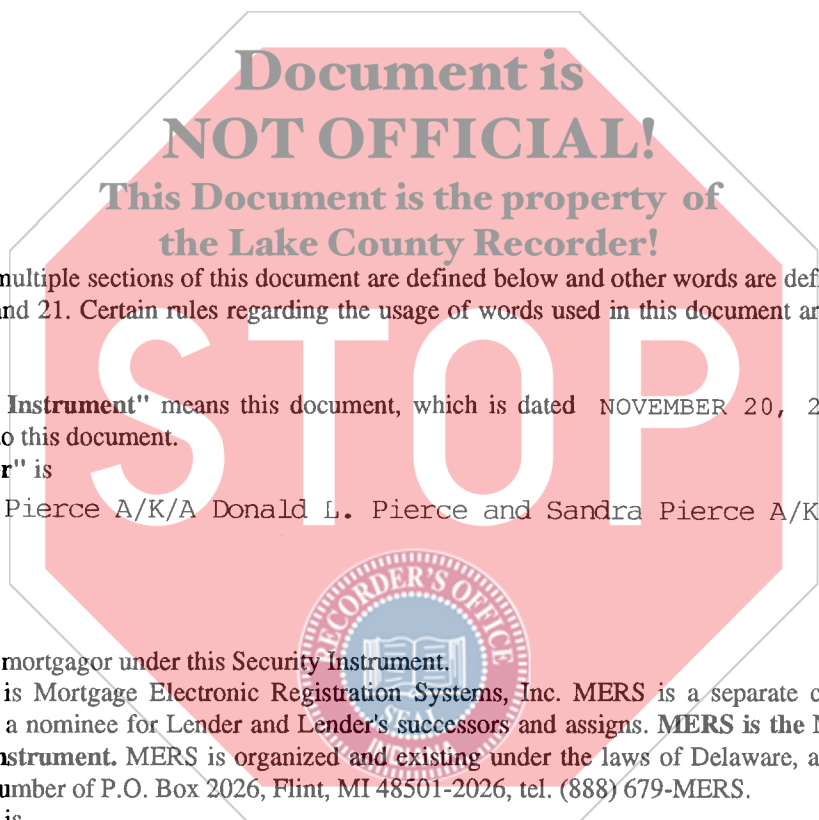 Document is
NOT OFFICIAL!
This Document is the property of
the Lake County Recorder!
multiple sections of this document are defined below and other words are def
nd 21. Certain rules regarding the usage of words used in this document ar
STOP
Instrument" means this document, which is dated NOVEMBER 20, 2
o this document.
r" is
Pierce A/K/A Donald L. Pierce and Sandra Pierce A/K
RECORDER'S OFFICE
mortgagor under this Security Instrument.
is Mortgage Electronic Registration Systems, Inc. MERS is a separate c
a nominee for Lender and Lender's successors and assigns. MERS is the M
nstrument. MERS is organized and existing under the laws of Delaware, a
umber of P.O. Box 2026, Flint, MI 48501-2026, tel. (888) 679-MERS.
is